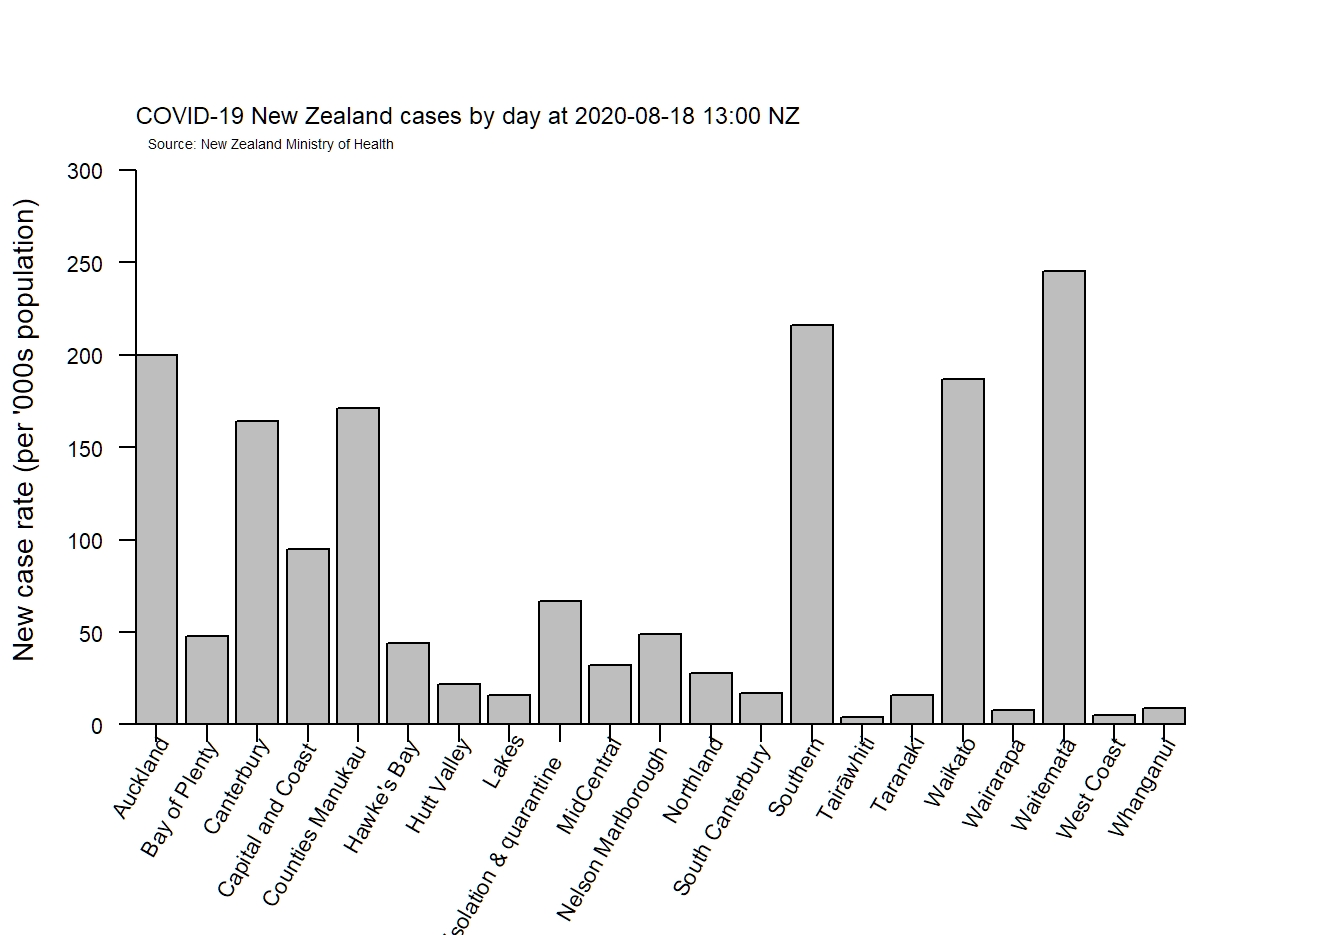 COVID-19 New Zealand cases by day at 2020-08-18 13:00 NZ
Source: New Zealand Ministry of Health
New case rate (per '000s population)
300
250
200
150
100
50
0
Auckland
Bay of Plenty
Canterbury
Capital and Coast
Counties Manukau
Hawke's Bay
Hutt Valley
Lakes
solation & quarantine
MidCentral
Nelson Marlborough
Northland
South Canterbury
Southern
Tairāwhiti
Taranaki
Waikato
Wairarapa
Waitematā
West Coast
Whanganui